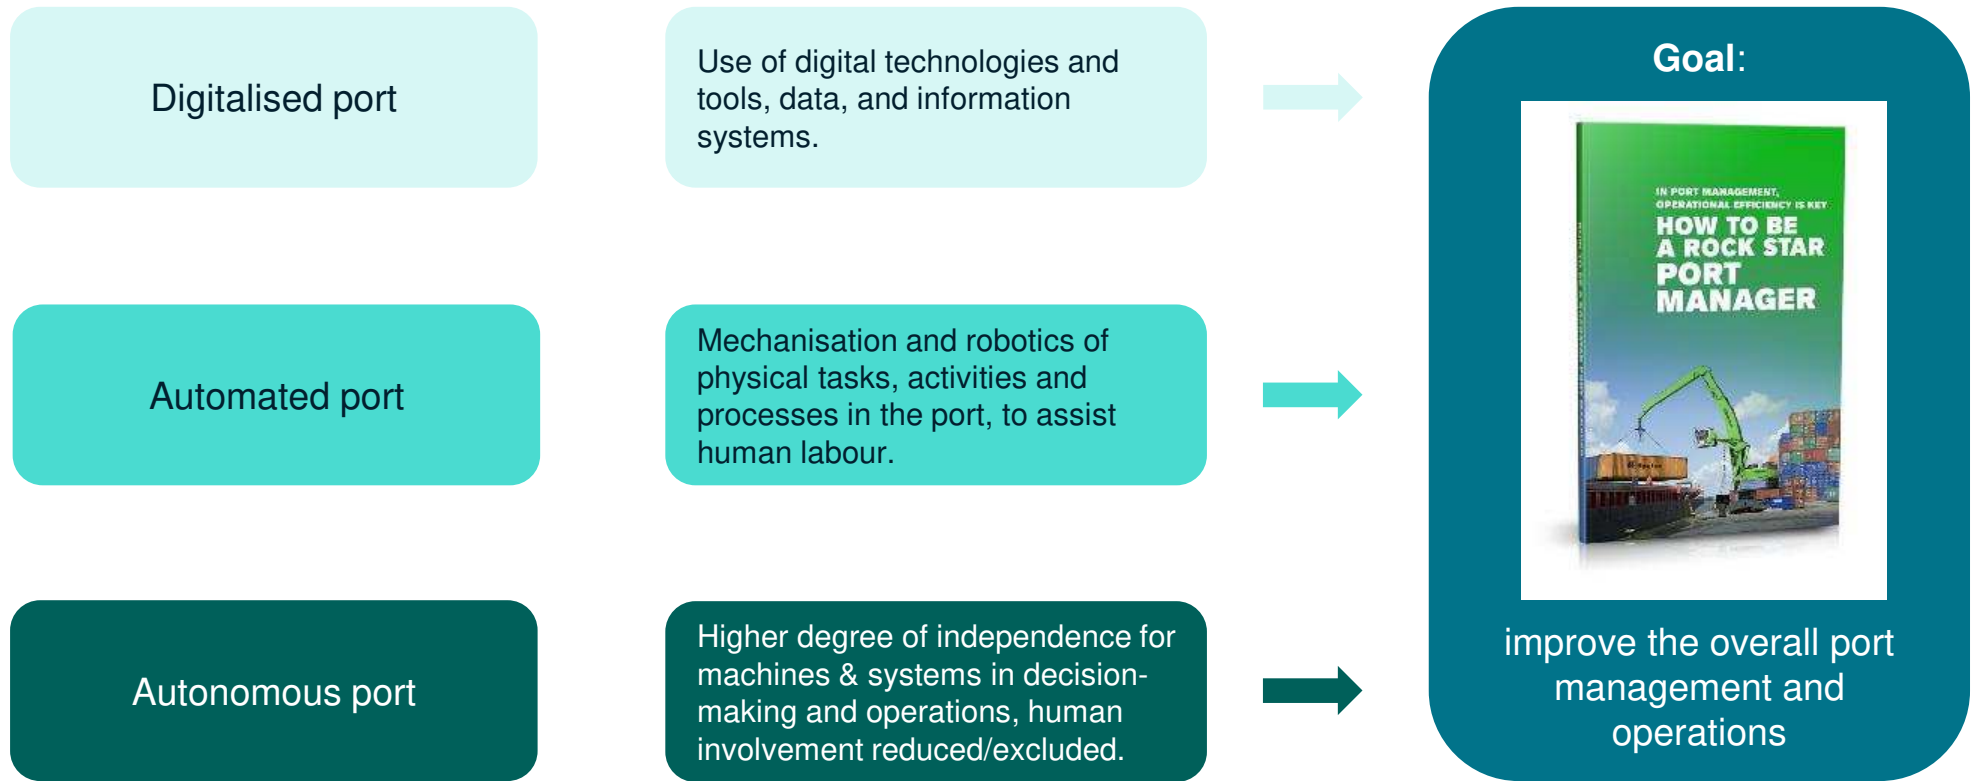 Digitalised port
Use of digital technologies and
tools, data, and information
systems.
Automated port
Mechanisation and robotics of
physical tasks, activities and
processes in the port, to assist
human labour.
Autonomous port
Higher degree of independence for
machines & systems in decision-
making and operations, human
involvement reduced/excluded.
Goal:
IN PORT MANAGEMENT,
OPERATIONAL EFFICIENCY IS KEY
HOW TO BE
A ROCK STAR
PORT
MANAGER
improve the overall port
management and
operations